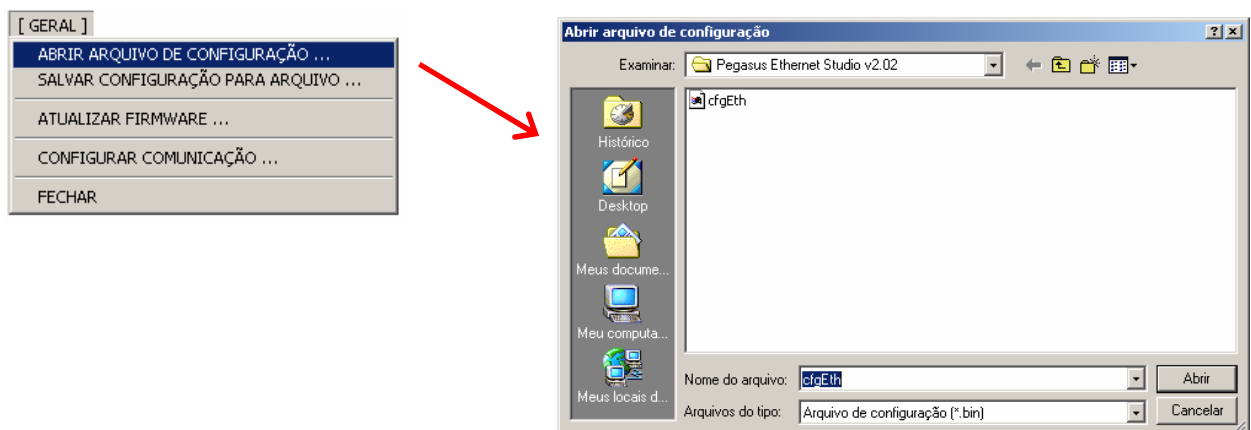 [ GERAL ]
ABRIR ARQUIVO DE CONFIGURAÇÃO ...
SALVAR CONFIGURAÇÃO PARA ARQUIVO ...
ATUALIZAR FIRMWARE ...
CONFIGURAR COMUNICAÇÃO ...
FECHAR
Abrir arquivo de configuração
Examinar: Pegasus Ethernet Studio v2.02
cfgEth
Histórico
Desktop
Meus docume...
Meu computa...
Meus locais d...
Nome do arquivo: cfgEth Abrir
Arquivos do tipo: Arquivo de configuração (*.bin) Cancelar